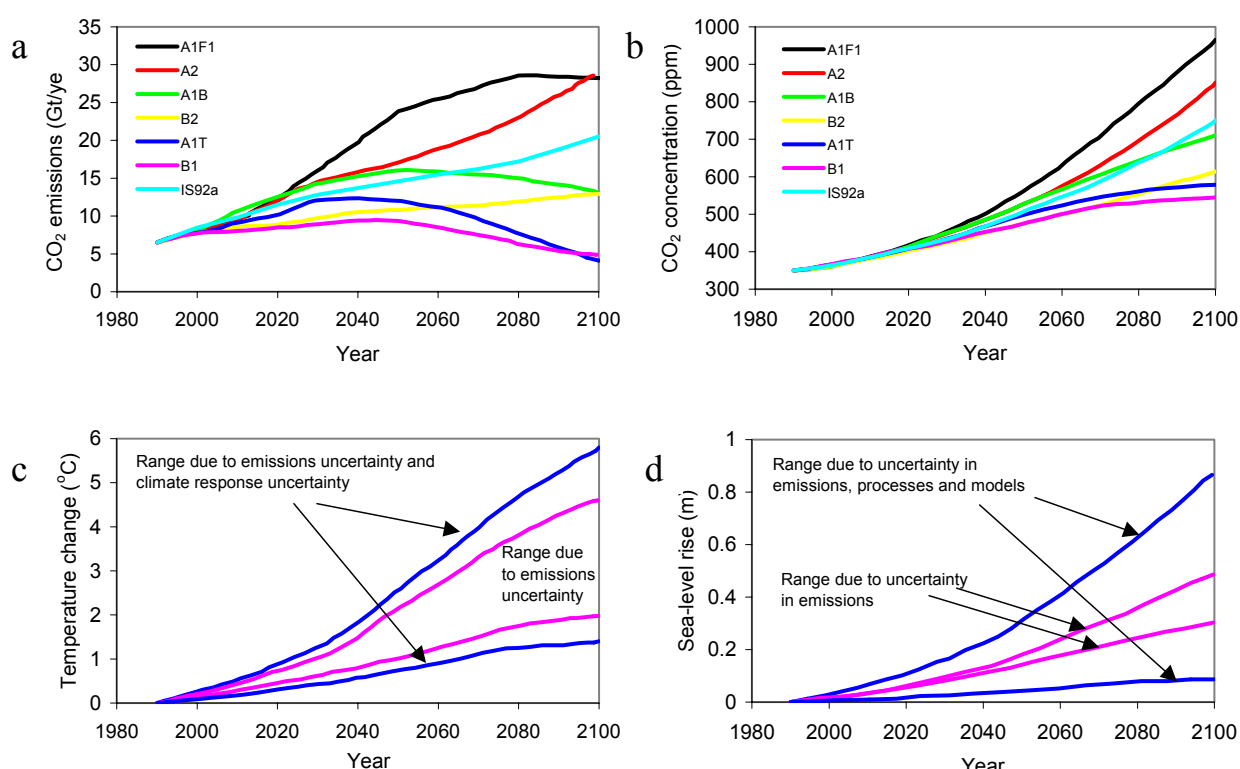 a
CO2 emissions (Gt/ye
35
30
25
20
15
10
5
0
A1F1
A2
A1B
B2
A1T
B1
IS92a
1980 2000 2020 2040 2060 2080 2100
Year
b
CO2 concentration (ppm)
1000
900
800
700
600
500
400
300
A1F1
A2
A1B
B2
A1T
B1
IS92a
1980 2000 2020 2040 2060 2080 2100
Year
c
Temperature change (°C)
6
5
4
3
2
1
0
Range due to emissions uncertainty and
climate response uncertainty
Range due
to emissions
uncertainty
1980 2000 2020 2040 2060 2080 2100
Year
d
Sea-level rise (m)
1
0.8
0.6
0.4
0.2
0
Range due to uncertainty in
emissions, processes and models
Range due to uncertainty
in emissions
1980 2000 2020 2040 2060 2080 2100
Year